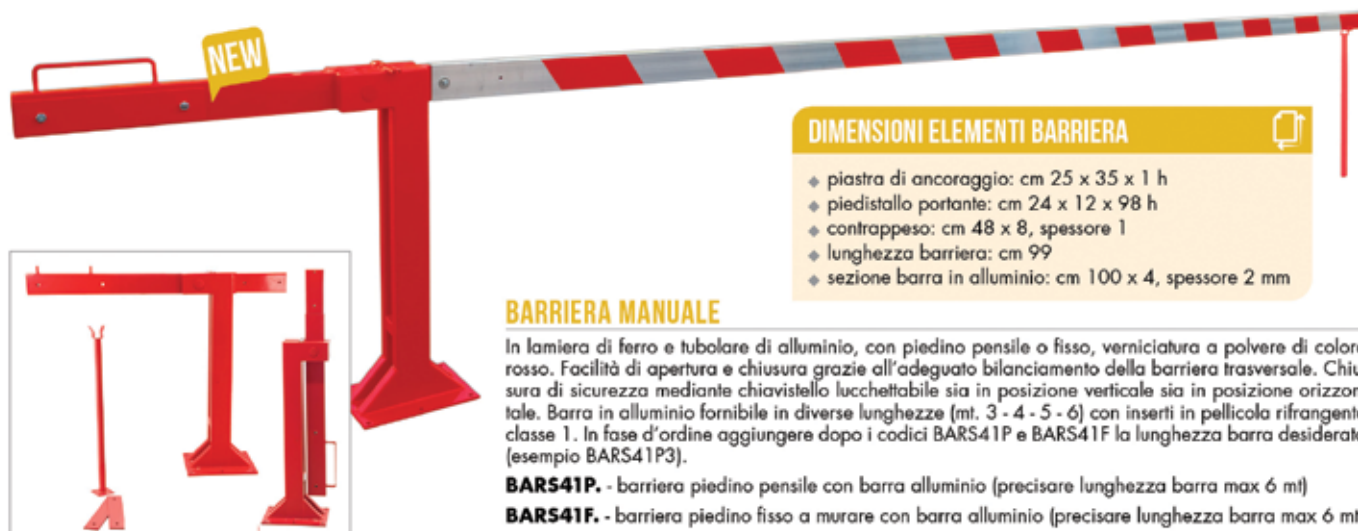 NEW
DIMENSIONI ELEMENTI BARRIERA
◆ piastra di ancoraggio: cm 25 x 35 x 1 h
◆ piedistallo portante: cm 24 x 12 x 98 h
◆ contrappeso: cm 48 x 8, spessore 1
◆ lunghezza barriera: cm 99
◆ sezione barra in alluminio: cm 100 x 4, spessore 2 mm
BARRIERA MANUALE
In lamiera di ferro e tubolare di alluminio, con piedino pensile o fisso, verniciatura a polvere di colore
rosso. Facilità di apertura e chiusura grazie all'adeguato bilanciamento della barriera trasversale. Chiu
sura di sicurezza mediante chiavistello lucchettabile sia in posizione verticale sia in posizione orizzon
tale. Barra in alluminio fornibile in diverse lunghezze (mt. 3 - 4 - 5 - 6) con inserti in pellicola rifrangente
classe 1. In fase d'ordine aggiungere dopo i codici BARS41P e BARS41F la lunghezza barra desiderata
(esempio BARS41P3).
BARS41P. - barriera piedino pensile con barra alluminio (precisare lunghezza barra max 6 mt)
BARS41F. - barriera piedino fisso a murare con barra alluminio (precisare lunghezza barra max 6 mt